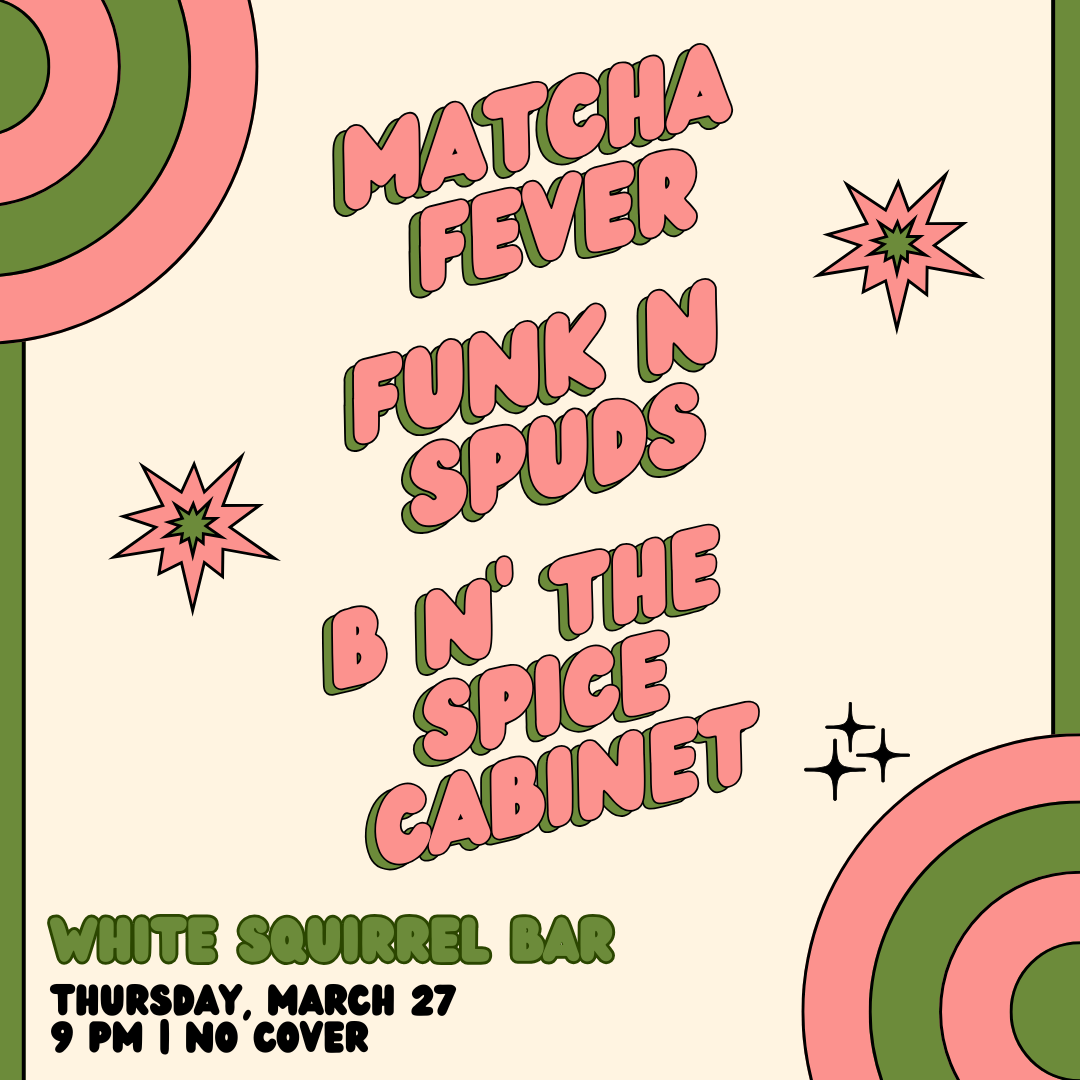 MATCHA
FEVER
FUNK N
SPUDS
B N' THE
SPICE
CABINET
WHITE SQUIRREL BAR
THURSDAY, MARCH 27
9 PM | NO COVER